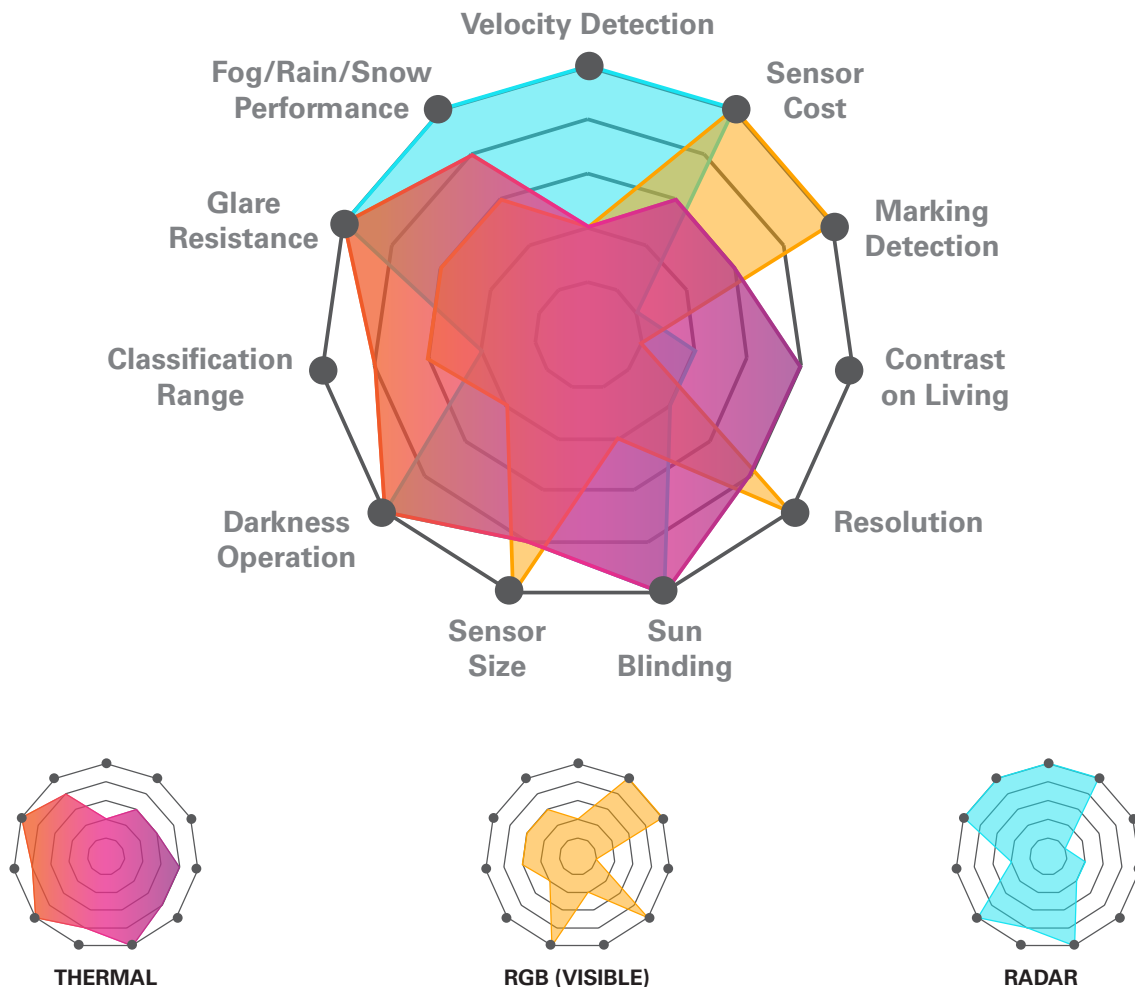 Velocity Detection
Fog/Rain/Snow
Performance
Sensor
Cost
Glare
Resistance
Marking
Detection
Classification
Range
Contrast
on Living
Darkness
Operation
Resolution
Sensor
Size
Sun
Blinding
THERMAL
RGB (VISIBLE)
RADAR